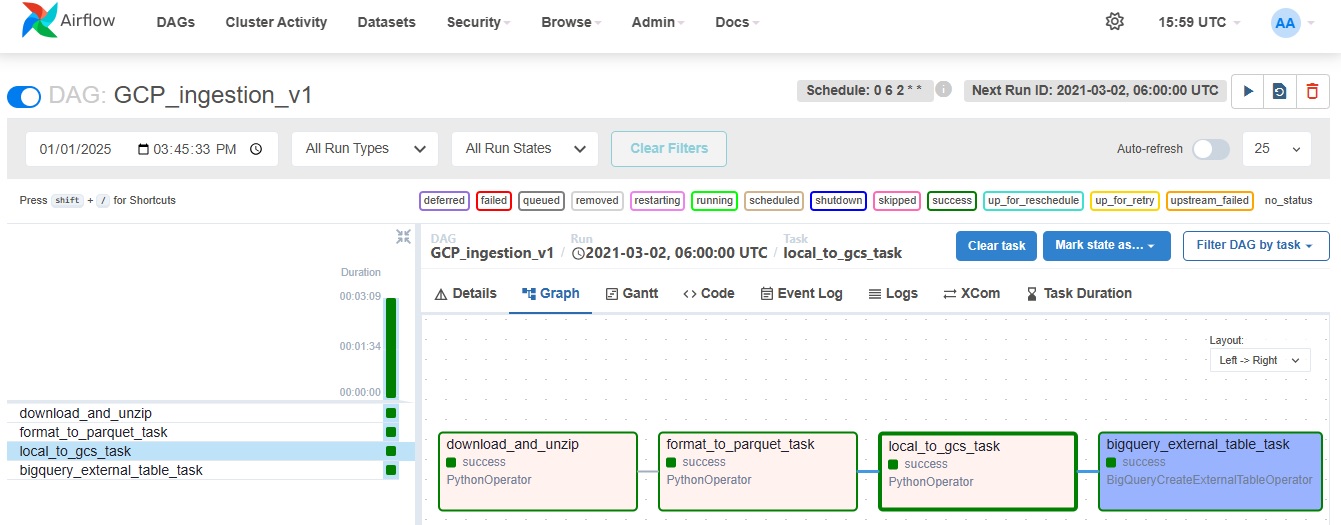 Airflow DAGs Cluster Activity Datasets Security Browse Admin Docs 15:59 UTC AA
DAG: GCP_ingestion_v1 Schedule: 0 6 2 * * Next Run ID: 2021-03-02, 06:00:00 UTC
01/01/2025 03:45:33 PM All Run Types All Run States Clear Filters Auto-refresh 25
Press shift + / for Shortcuts deferred failed queued removed restarting running scheduled shutdown skipped success up_for_reschedule up_for_retry upstream_failed no_status
DAG Run Task
GCP_ingestion_v1 / 2021-03-02, 06:00:00 UTC / local_to_gcs_task Clear task Mark state as... Filter DAG by task
Duration
00:03:09
00:01:34
00:00:00
download_and_unzip
format_to_parquet_task
local_to_gcs_task
bigquery_external_table_task
Details Graph Gantt Code Event Log Logs XCom Task Duration
Layout:
Left -> Right
download_and_unzip
success
PythonOperator
format_to_parquet_task
success
PythonOperator
local_to_gcs_task
success
PythonOperator
bigquery_external_table_task
success
BigQueryCreateExternalTableOperator